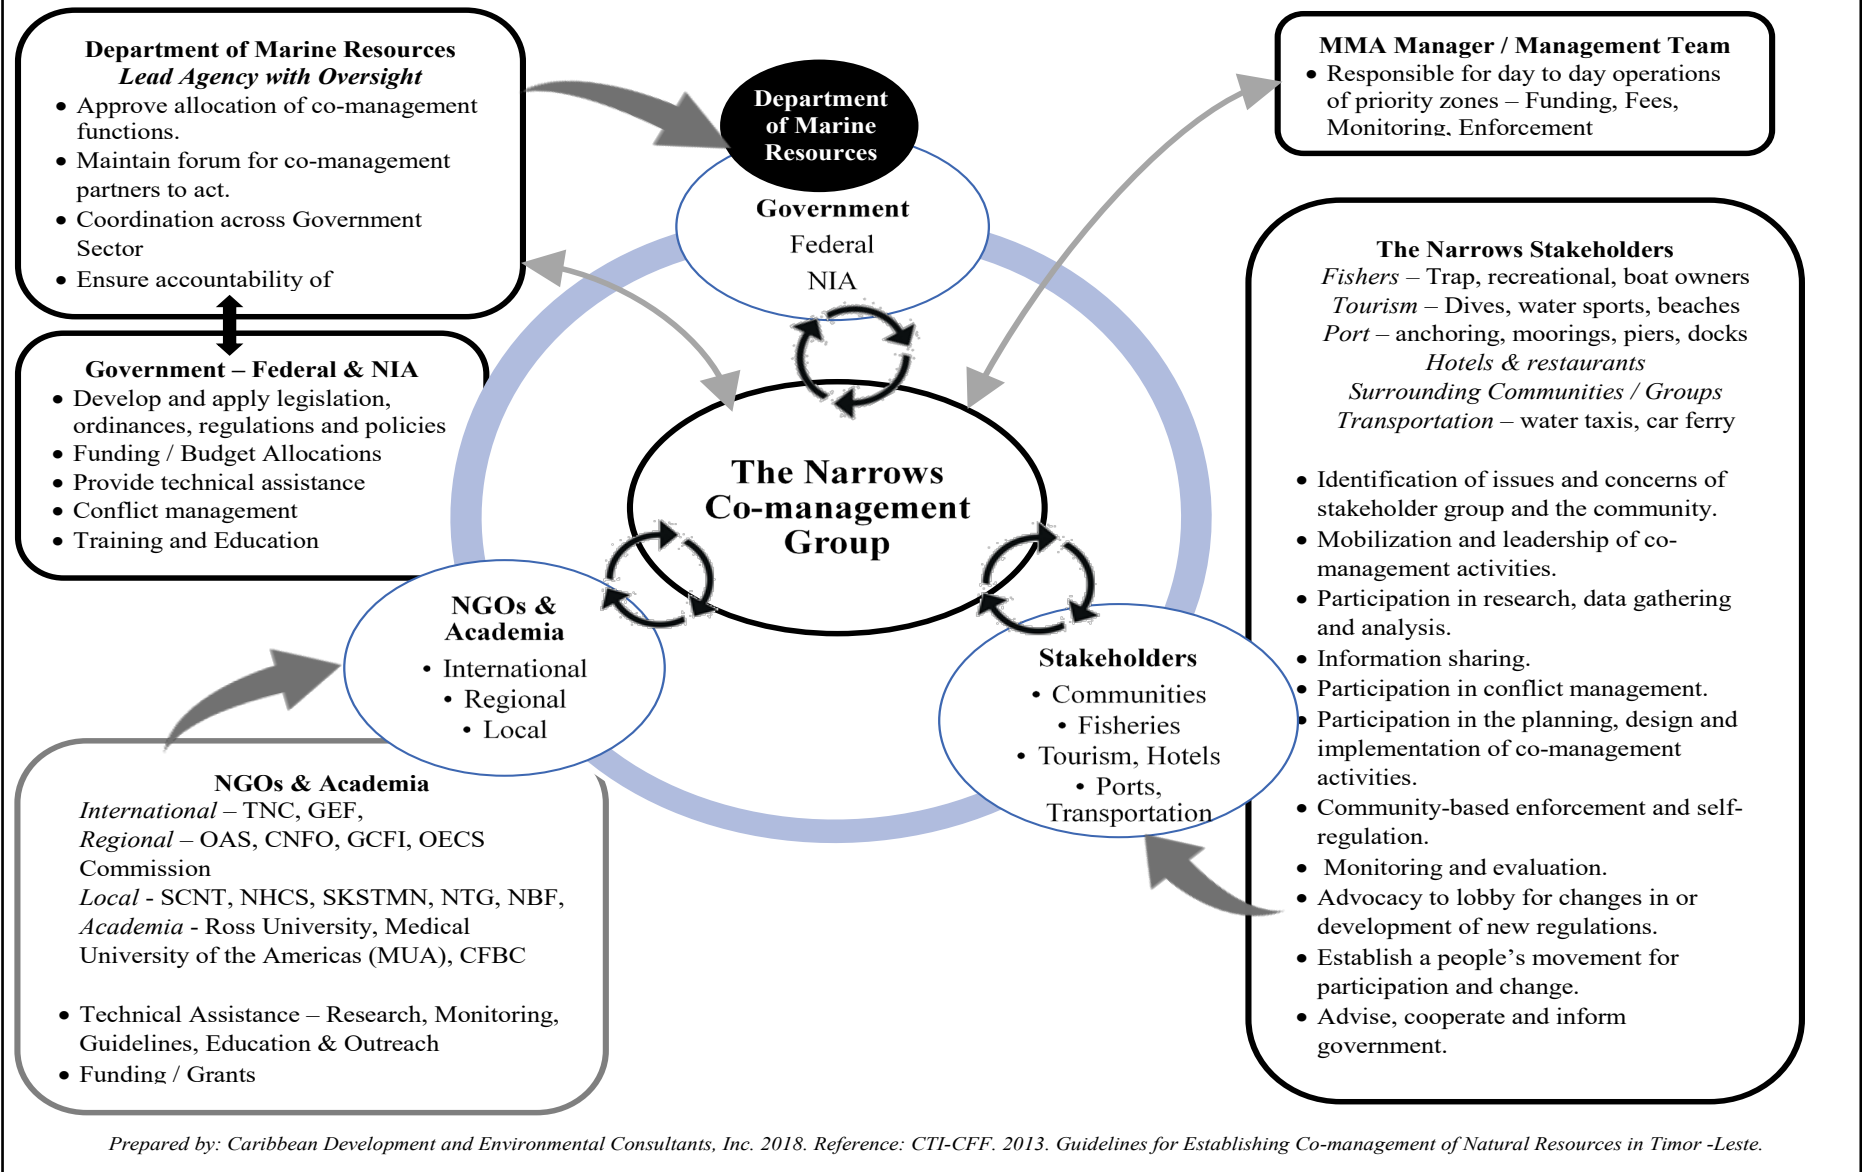 Department of Marine Resources
Lead Agency with Oversight
• Approve allocation of co-management
functions.
• Maintain forum for co-management
partners to act.
• Coordination across Government
Sector
• Ensure accountability of
Government – Federal & NIA
• Develop and apply legislation,
ordinances, regulations and policies
• Funding / Budget Allocations
• Provide technical assistance
• Conflict management
• Training and Education
NGOs & Academia
International – TNC, GEF,
Regional – OAS, CNFO, GCFI, OECS
Commission
Local - SCNT, NHCS, SKSTMN, NTG, NBF,
Academia - Ross University, Medical
University of the Americas (MUA), CFBC
• Technical Assistance – Research, Monitoring,
Guidelines, Education & Outreach
• Funding / Grants
Department
of Marine
Resources
Government
Federal
NIA
The Narrows
Co-management
Group
NGOs &
Academia
• International
• Regional
• Local
Stakeholders
• Communities
• Fisheries
• Tourism, Hotels
• Ports,
Transportation
MMA Manager / Management Team
• Responsible for day to day operations
of priority zones – Funding, Fees,
Monitoring, Enforcement
The Narrows Stakeholders
Fishers – Trap, recreational, boat owners
Tourism – Dives, water sports, beaches
Port – anchoring, moorings, piers, docks
Hotels & restaurants
Surrounding Communities / Groups
Transportation – water taxis, car ferry
• Identification of issues and concerns of
stakeholder group and the community.
• Mobilization and leadership of co-
management activities.
• Participation in research, data gathering
and analysis.
• Information sharing.
• Participation in conflict management.
• Participation in the planning, design and
implementation of co-management
activities.
• Community-based enforcement and self-
regulation.
• Monitoring and evaluation.
• Advocacy to lobby for changes in or
development of new regulations.
• Establish a people’s movement for
participation and change.
• Advise, cooperate and inform
government.
Prepared by: Caribbean Development and Environmental Consultants, Inc. 2018. Reference: CTI-CFF. 2013. Guidelines for Establishing Co-management of Natural Resources in Timor -Leste.